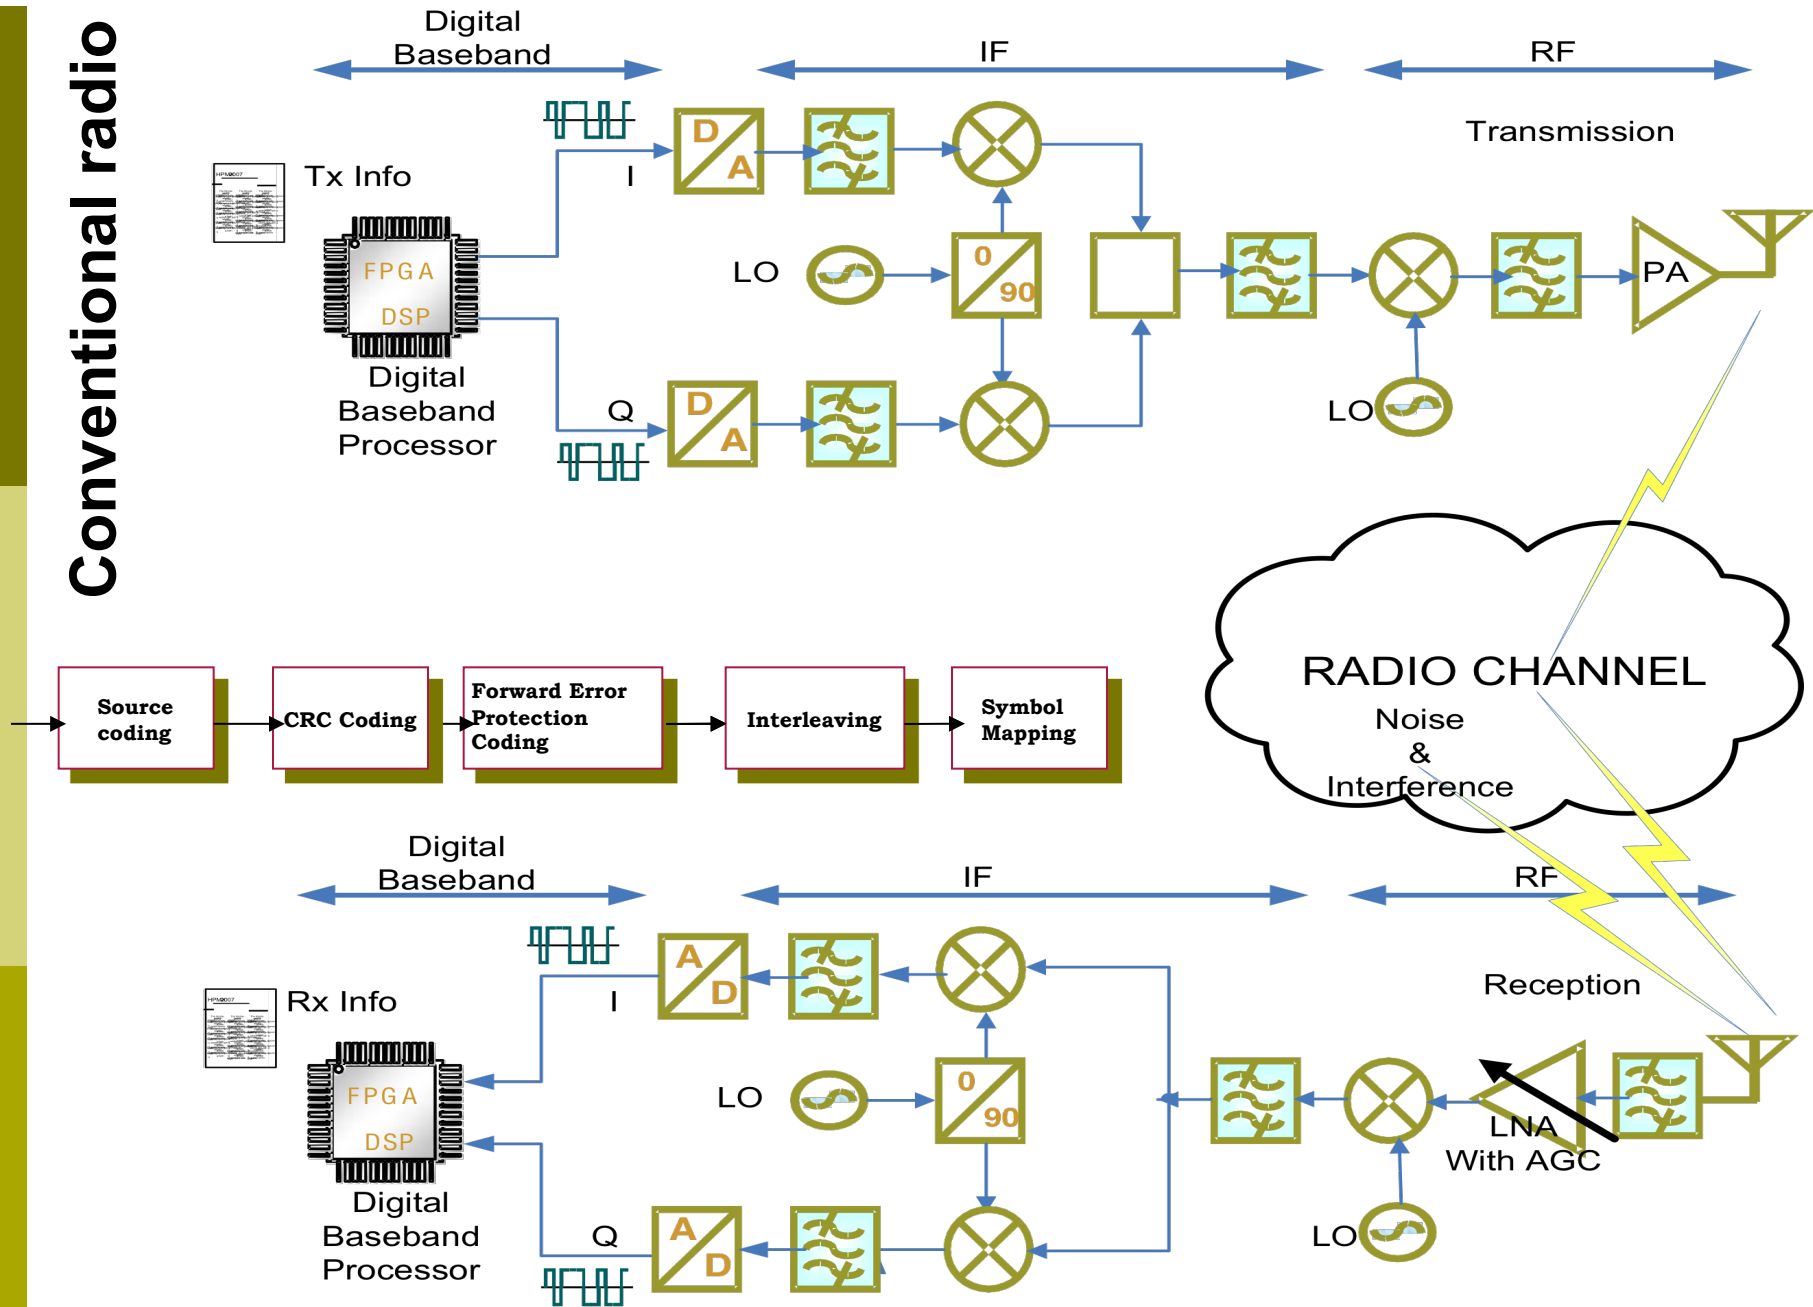 Conventional radio
Digital
Baseband
IF
RF
Transmission
Tx Info
HPM2007
I
D
A
FPGA
DSP
LO
0
90
PA
Digital
Baseband
Processor
Q
D
A
LO
RADIO CHANNEL
Noise
&
Interference
Source
coding
CRC Coding
Forward Error
Protection
Coding
Interleaving
Symbol
Mapping
Digital
Baseband
IF
RF
Reception
Rx Info
HPM2007
I
A
D
FPGA
DSP
LO
0
90
LNA
With AGC
Digital
Baseband
Processor
Q
A
D
LO